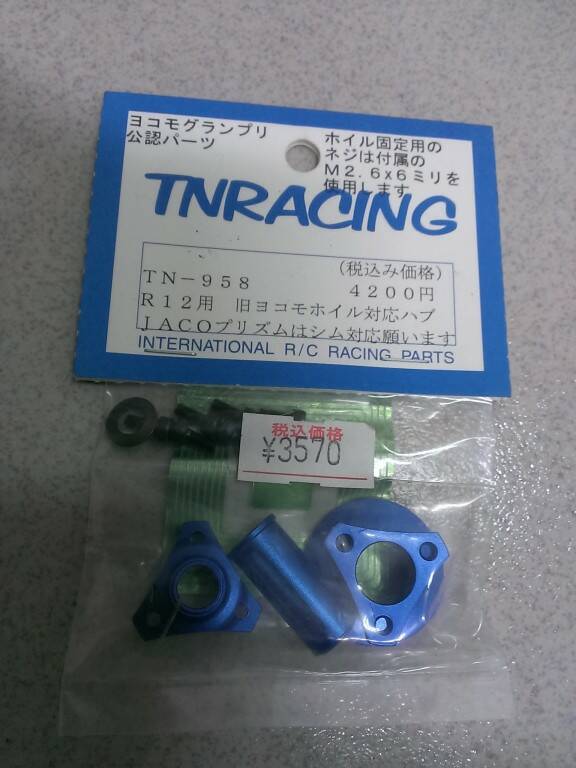 ヨコモグランプリ
公認パーツ
ホイル固定用の
ネジは付属の
M2.6x6ミリを
使用します
TNRACING
(税込み価格)
TN-958 4200円
R12用 旧ヨコモホイル対応ハブ
JACOプリズムはシム対応願います
INTERNATIONAL R/C RACING PARTS
税込価格
¥3570